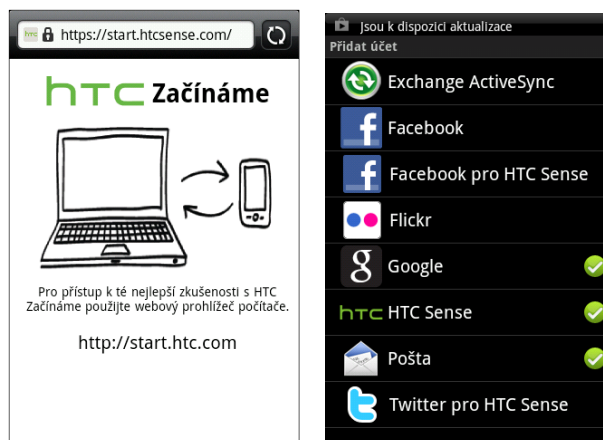 https://start.htcsense.com/
hTC Začínáme
Pro přístup k té nejlepší zkušenosti s HTC
Začínáme použijte webový prohlížeč počítače.
http://start.htc.com
Jsou k dispozici aktualizace
Přidat účet
Exchange ActiveSync
Facebook
Facebook pro HTC Sense
Flickr
Google
hTC HTC Sense
Pošta
Twitter pro HTC Sense